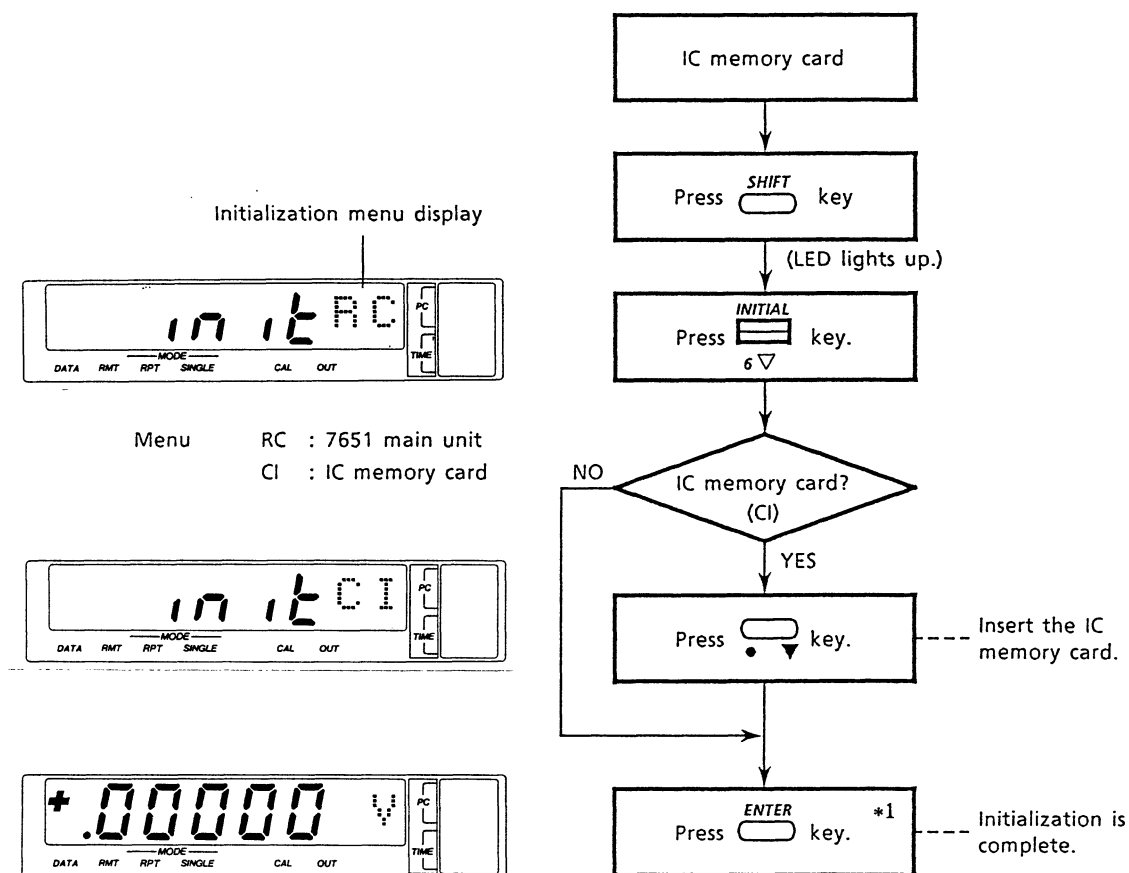 Initialization menu display
init RC
PC
TIME
MODE
DATA RMT RPT SINGLE CAL OUT
Menu RC : 7651 main unit
CI : IC memory card
init CI
PC
TIME
MODE
DATA RMT RPT SINGLE CAL OUT
+.00000 V
PC
TIME
MODE
DATA RMT RPT SINGLE CAL OUT
IC memory card
SHIFT
Press key
(LED lights up.)
INITIAL
Press key.
6 ▽
NO
IC memory card?
(CI)
YES
Press key.
• ▼
Insert the IC
memory card.
ENTER
*1
Press key.
Initialization is
complete.